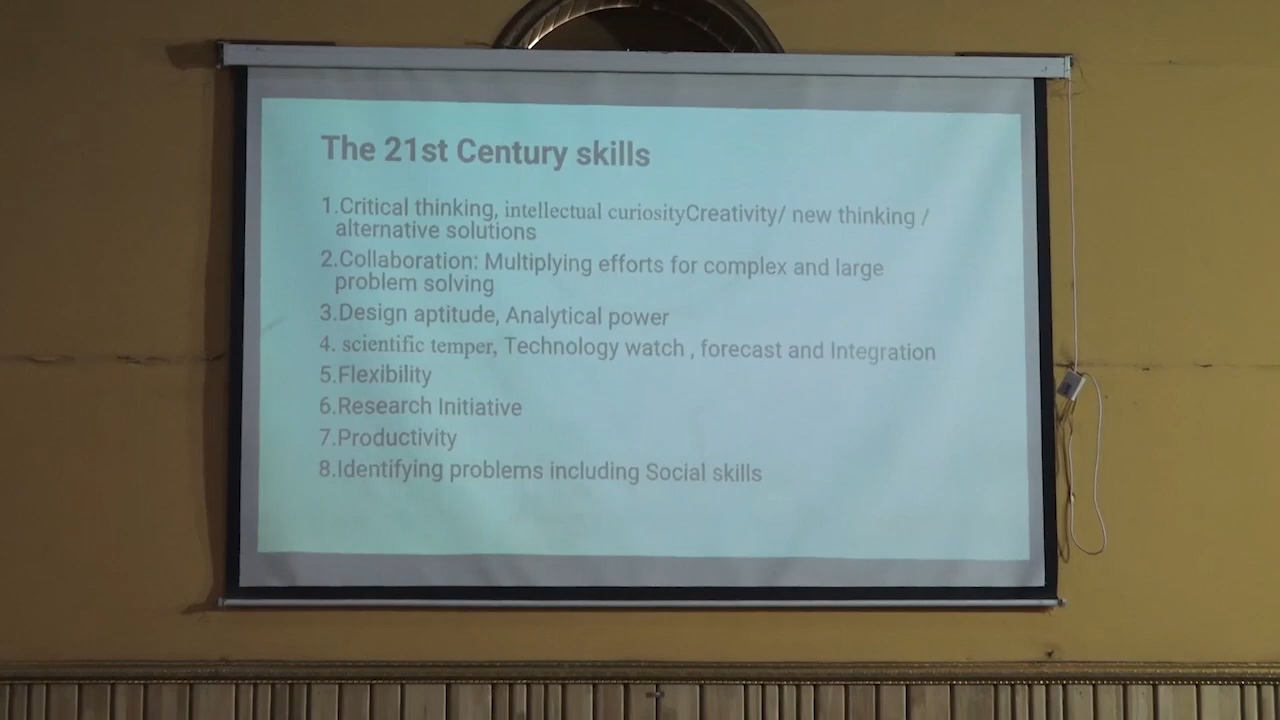 The 21st Century skills
1.Critical thinking, intellectual curiosityCreativity/ new thinking /
alternative solutions
2.Collaboration: Multiplying efforts for complex and large
problem solving
3.Design aptitude, Analytical power
4. scientific temper, Technology watch , forecast and Integration
5.Flexibility
6.Research Initiative
7.Productivity
8.Identifying problems including Social skills